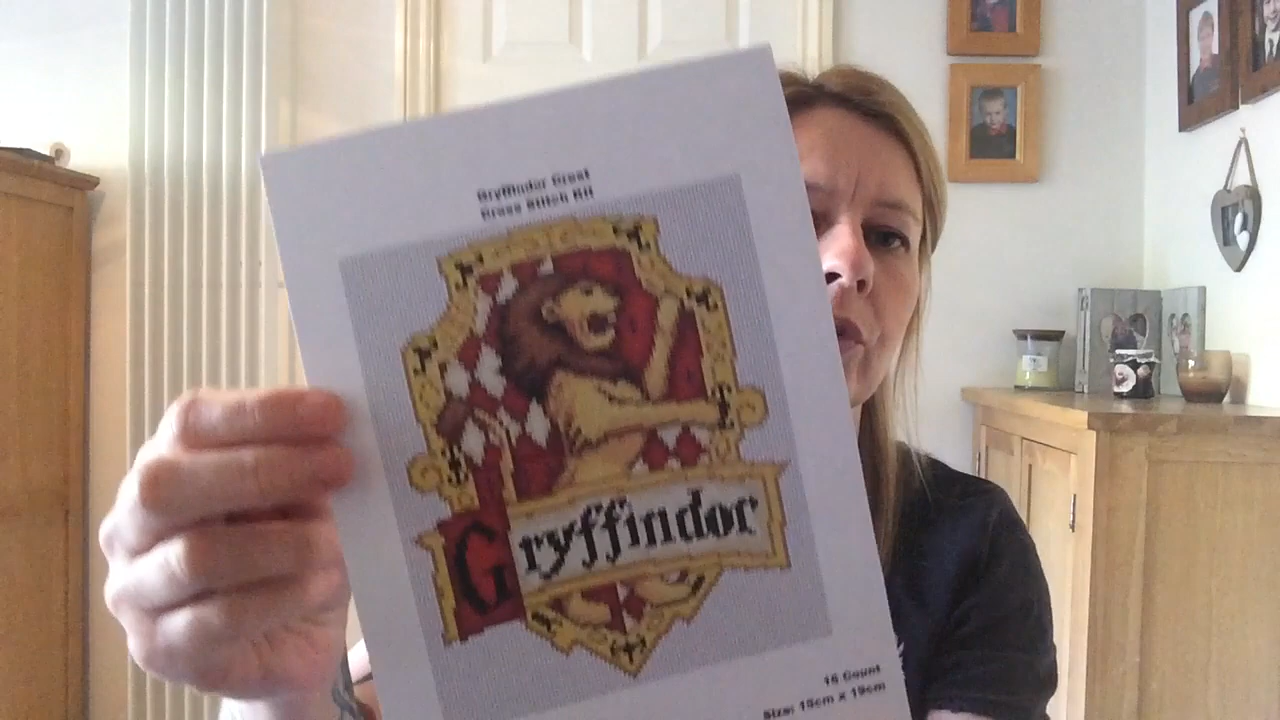 Gryffindor Crest
Cross Stitch Kit
Gryffindor
16 Count
Size: 15cm x 19cm